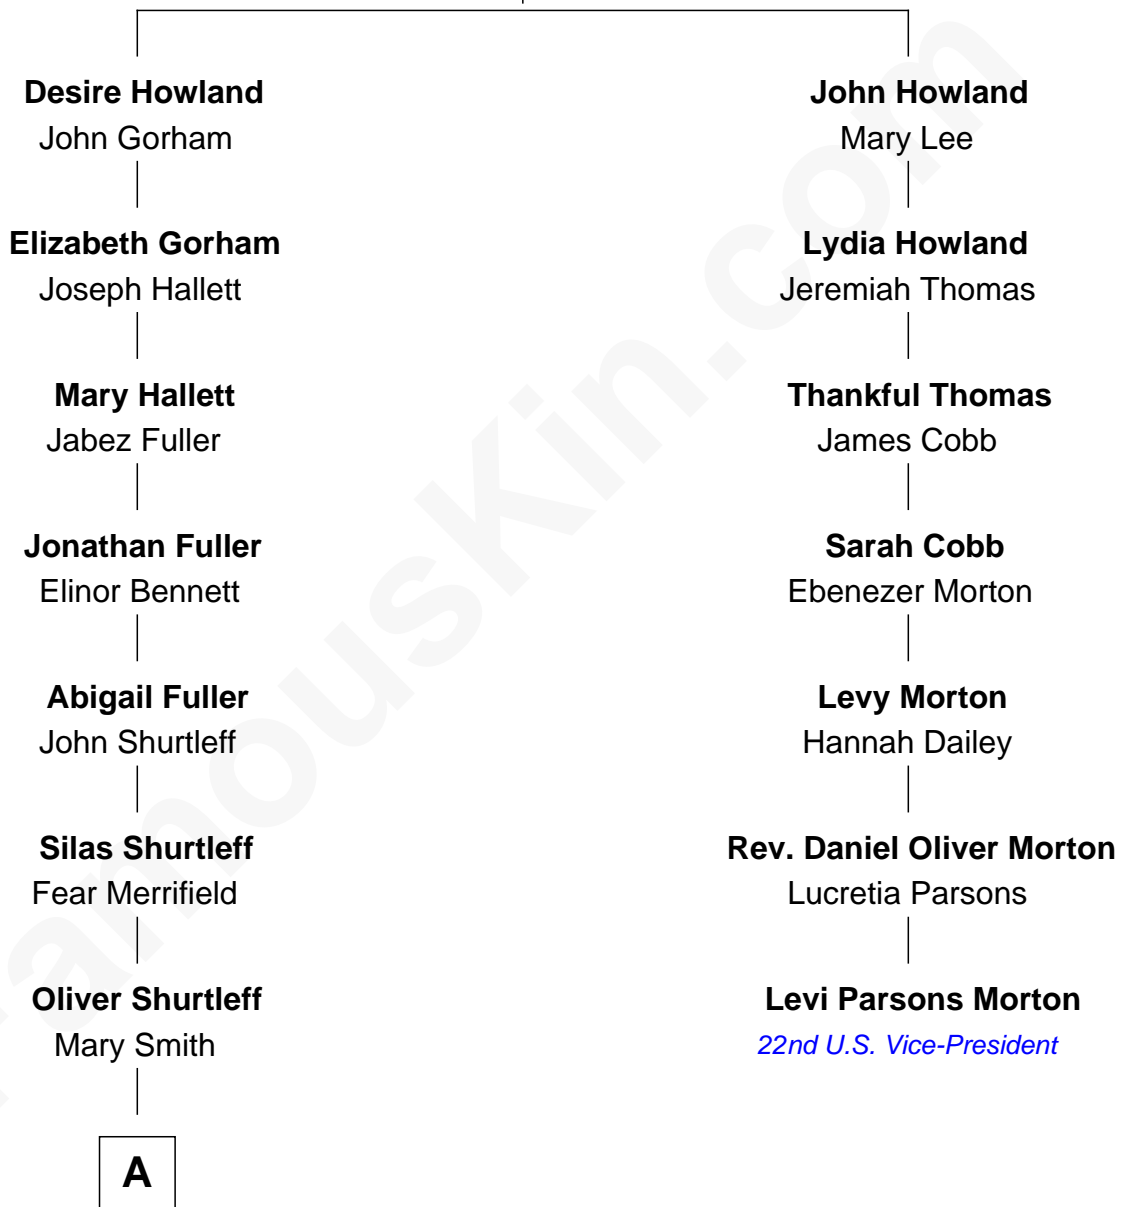 Desire Howland
John Gorham
Elizabeth Gorham
Joseph Hallett
Mary Hallett
Jabez Fuller
Jonathan Fuller
Elinor Bennett
Abigail Fuller
John Shurtleff
Silas Shurtleff
Fear Merrifield
Oliver Shurtleff
Mary Smith
A
John Howland
Mary Lee
Lydia Howland
Jeremiah Thomas
Thankful Thomas
James Cobb
Sarah Cobb
Ebenezer Morton
Levy Morton
Hannah Dailey
Rev. Daniel Oliver Morton
Lucretia Parsons
Levi Parsons Morton
22nd U.S. Vice-President
FamousKin.com